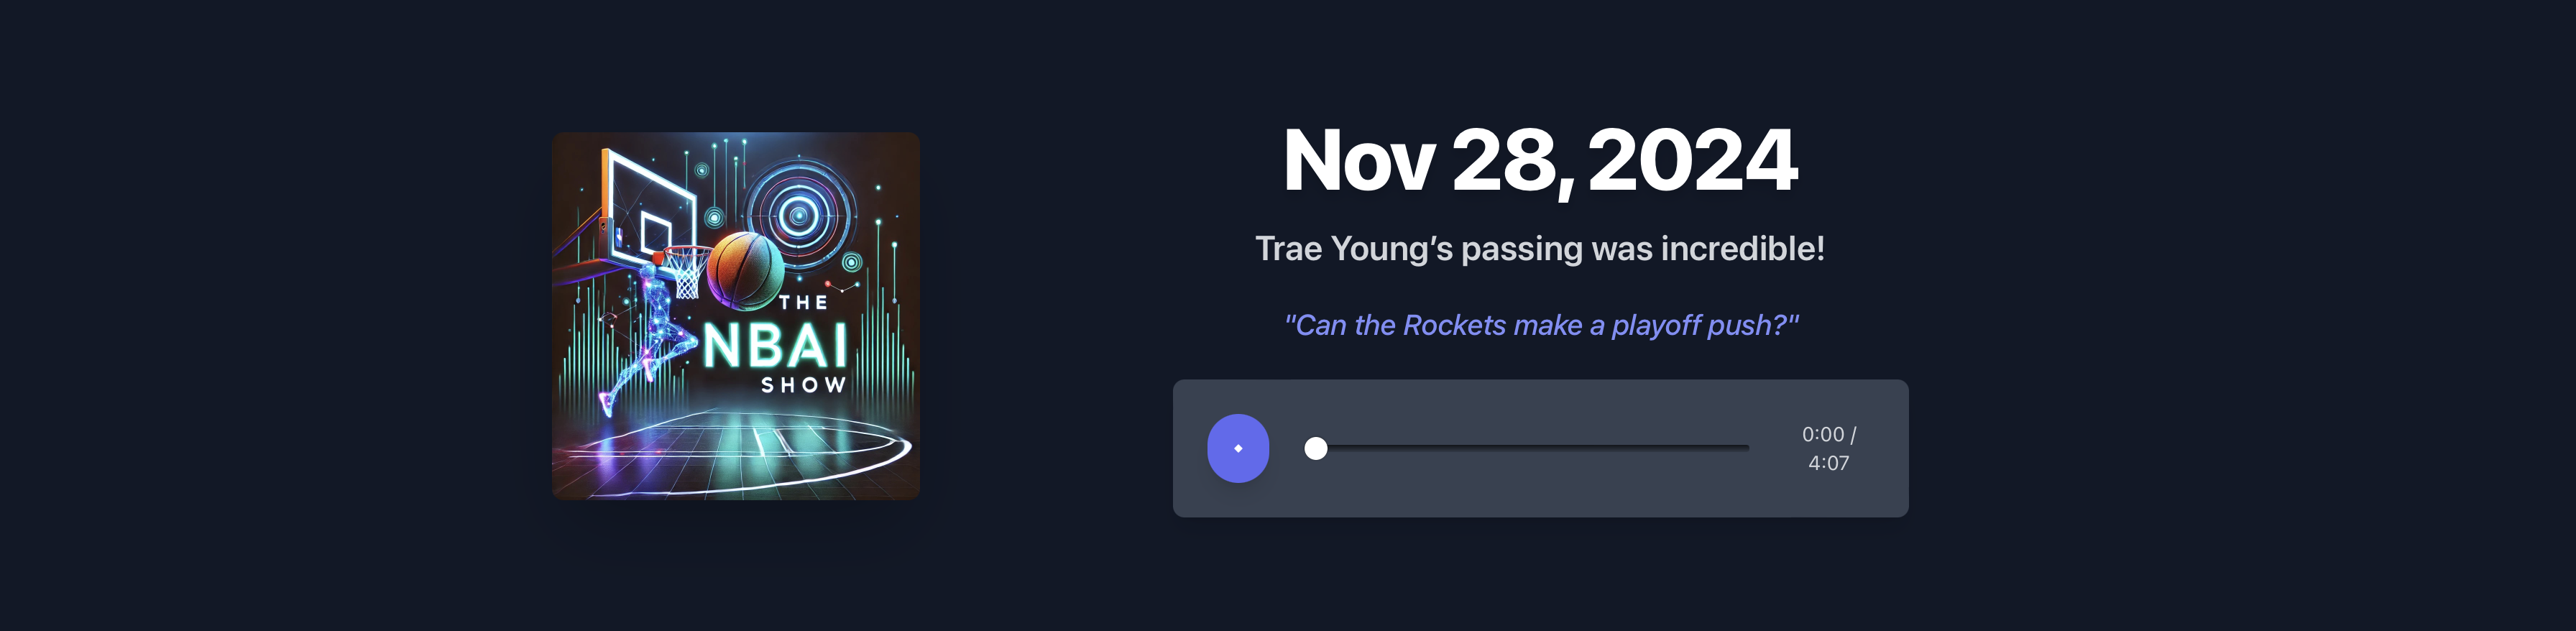 THE
NBAI
SHOW
Nov 28, 2024
Trae Young’s passing was incredible!
"Can the Rockets make a playoff push?"
0:00 /
4:07